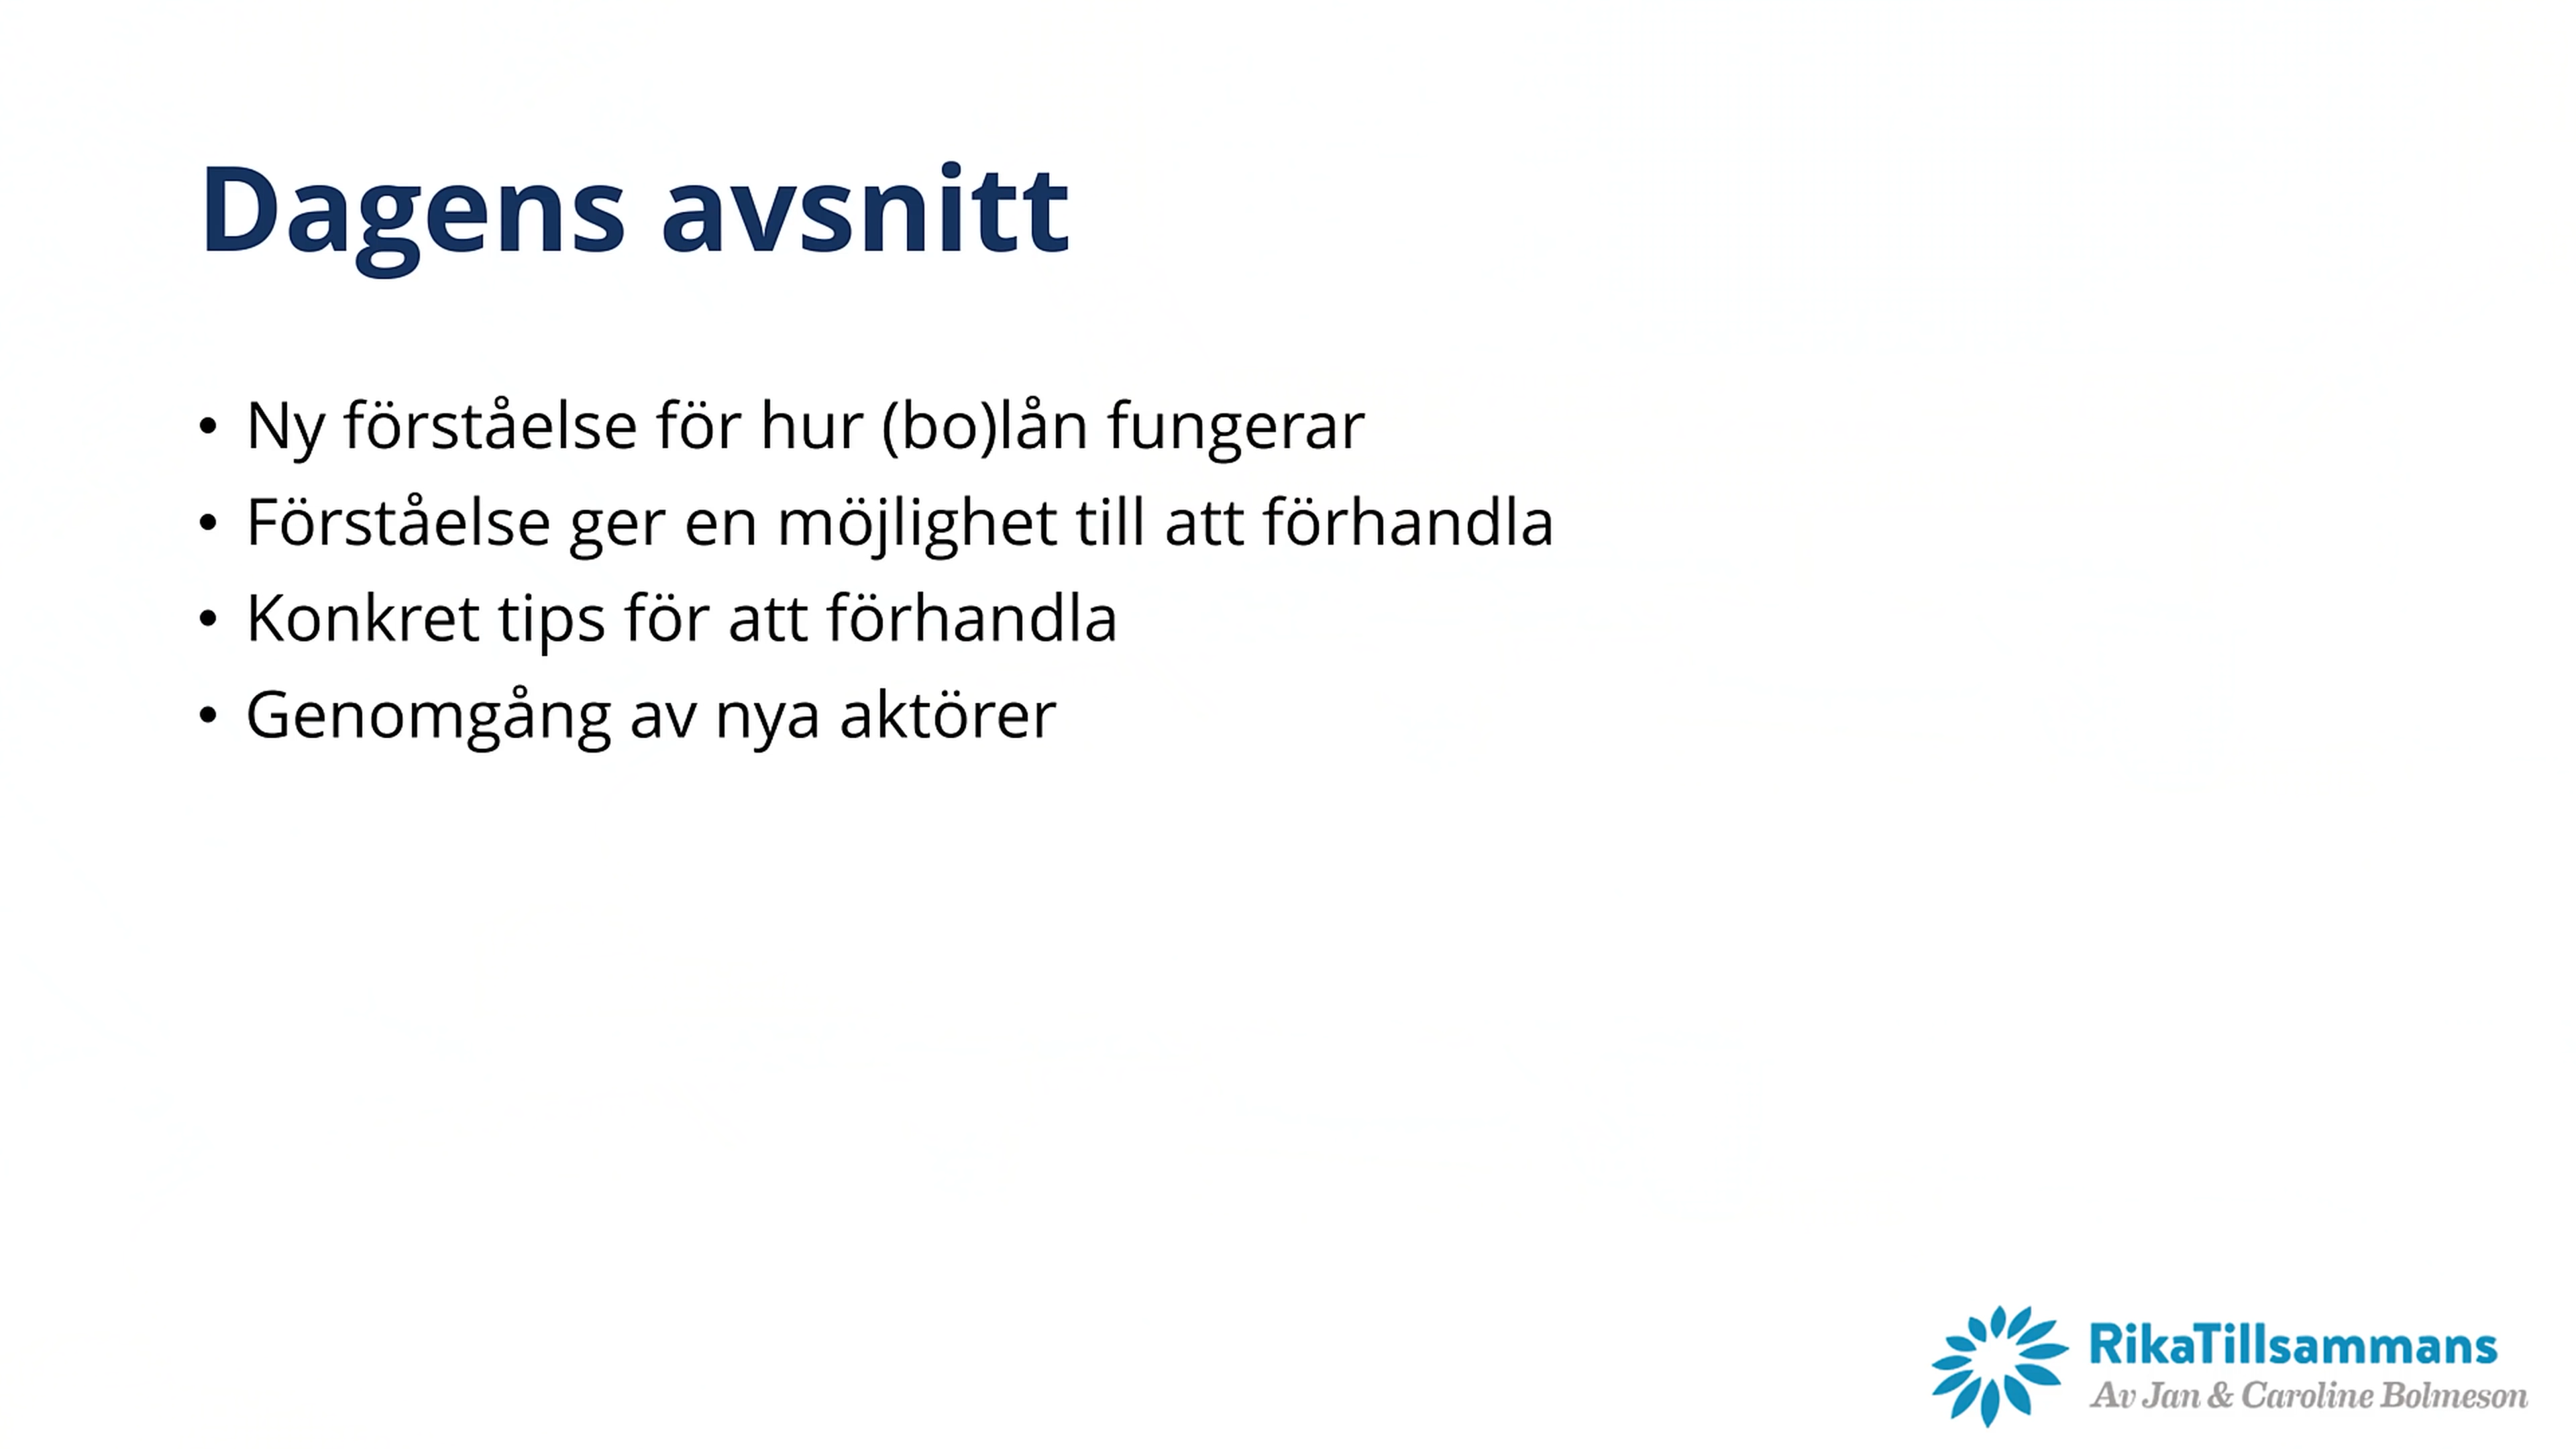 Dagens avsnitt
• Ny förståelse för hur (bo)lån fungerar
• Förståelse ger en möjlighet till att förhandla
• Konkret tips för att förhandla
• Genomgång av nya aktörer
RikaTillsammans
Av Jan & Caroline Bolmeson